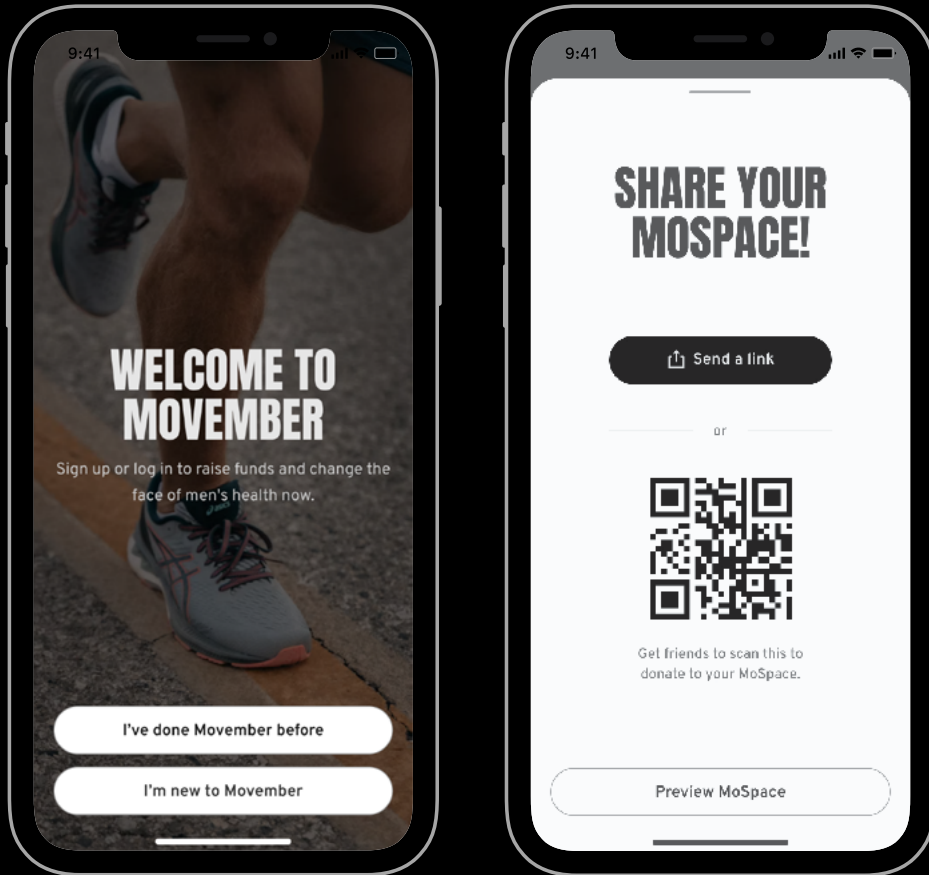 9:41
WELCOME TO
MOVEMBER
Sign up or log in to raise funds and change the
face of men's health now.
I've done Movember before
I'm new to Movember
9:41
SHARE YOUR
MOSPACE!
Send a link
or
Get friends to scan this to
donate to your MoSpace.
Preview MoSpace